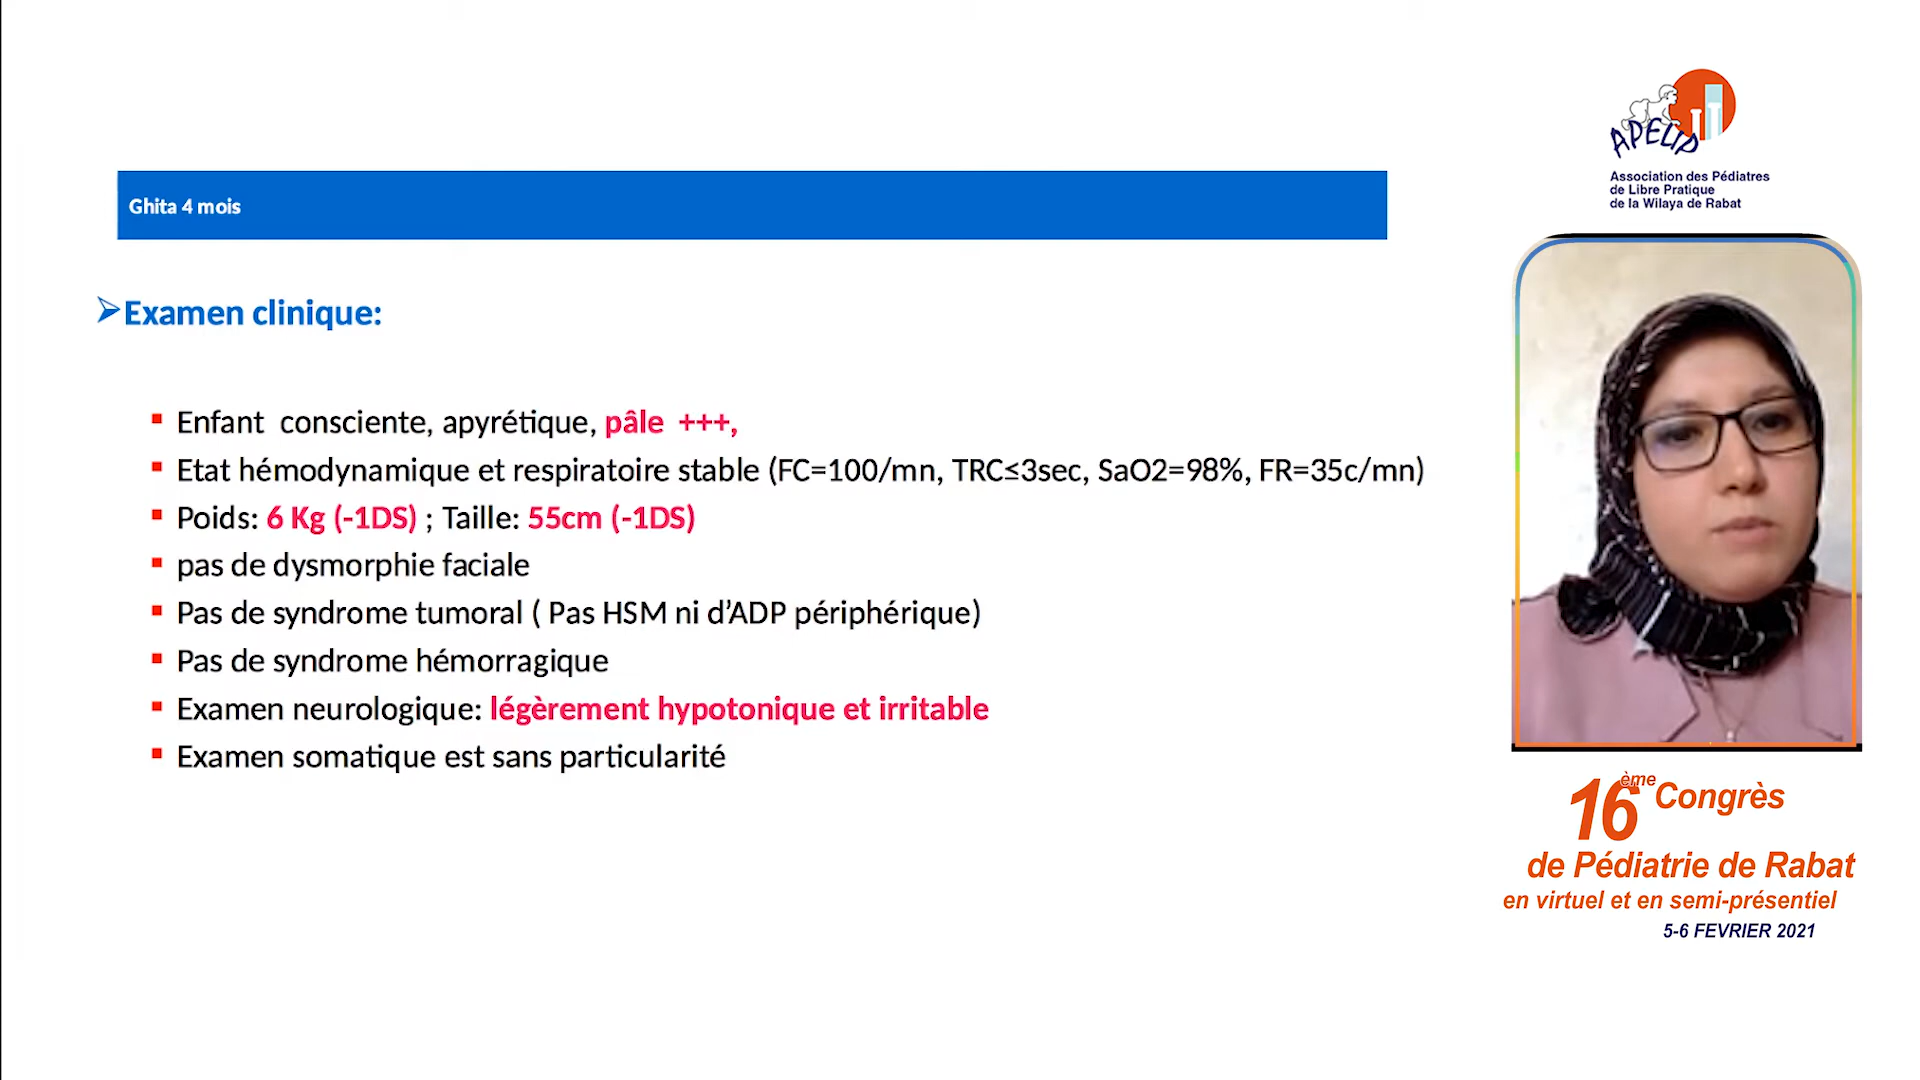 Ghita 4 mois
Examen clinique:
Enfant consciente, apyrétique, pâle +++,
Etat hémodynamique et respiratoire stable (FC=100/mn, TRC≤3sec, SaO2=98%, FR=35c/mn)
Poids: 6 Kg (-1DS) ; Taille: 55cm (-1DS)
pas de dysmorphie faciale
Pas de syndrome tumoral ( Pas HSM ni d’ADP périphérique)
Pas de syndrome hémorragique
Examen neurologique: légèrement hypotonique et irritable
Examen somatique est sans particularité
APELIP
Association des Pédiatres
de Libre Pratique
de la Wilaya de Rabat
16ème Congrès
de Pédiatrie de Rabat
en virtuel et en semi-présentiel
5-6 FEVRIER 2021